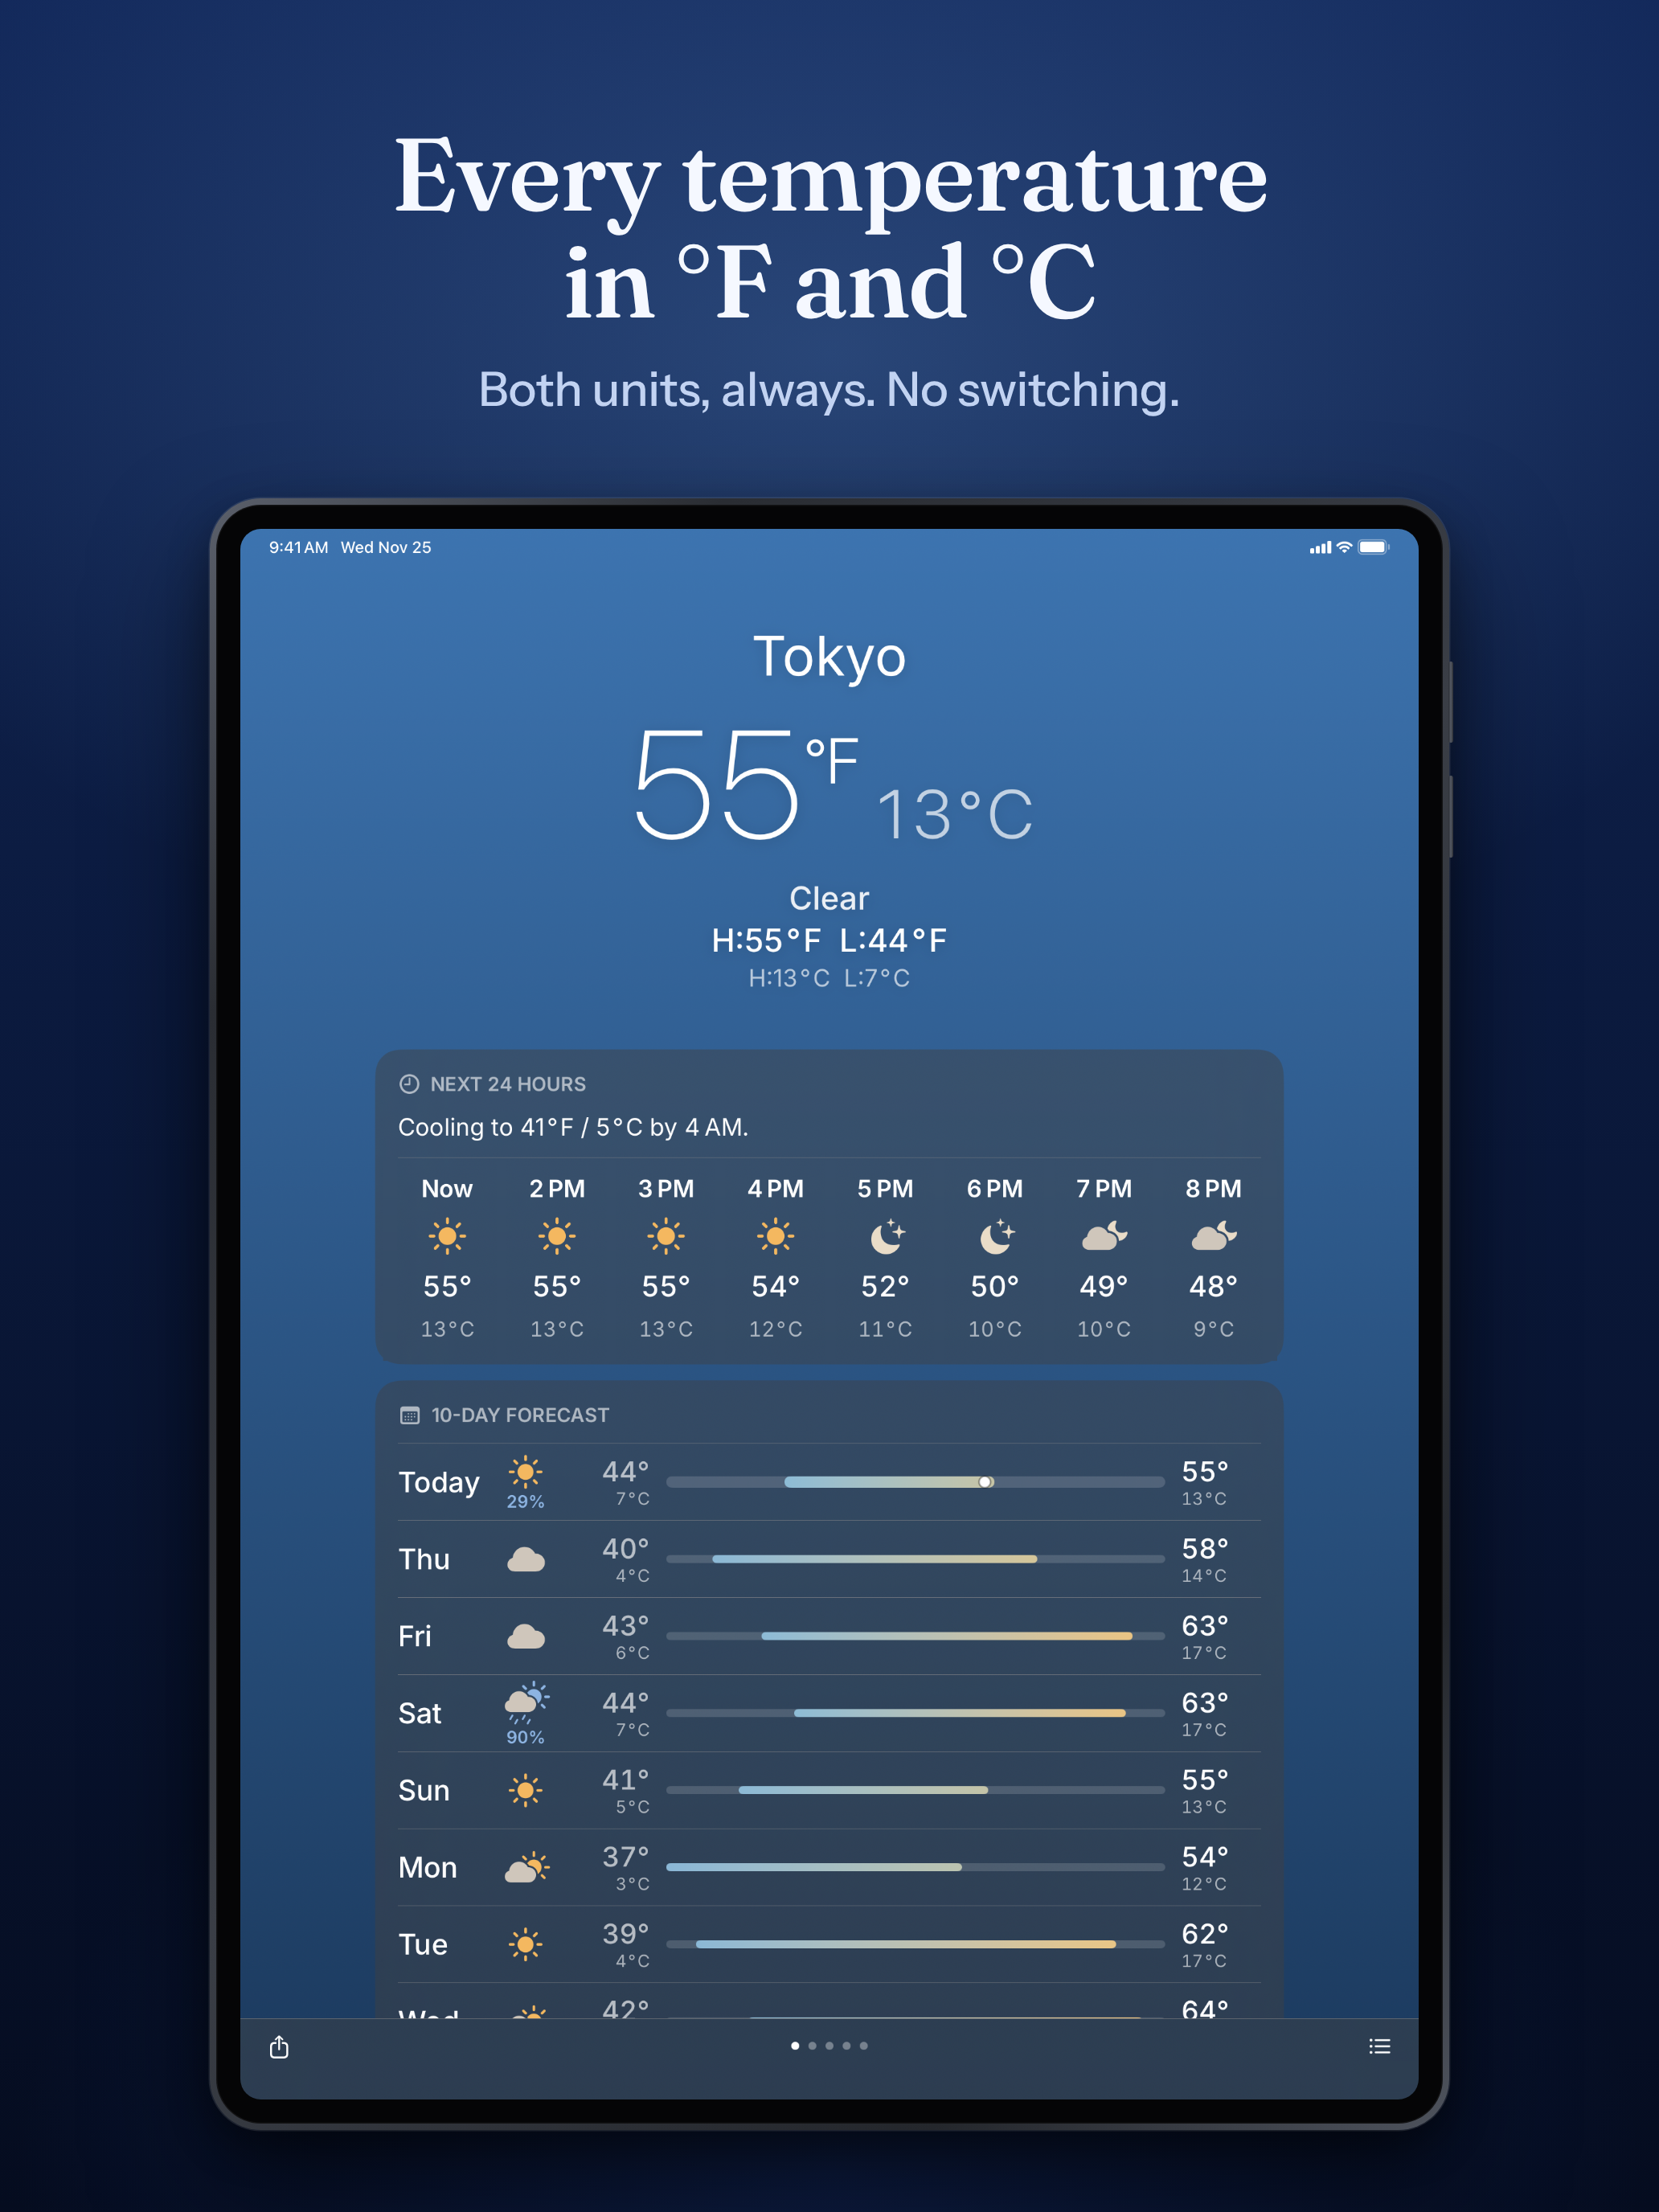 Every temperature
in °F and °C
Both units, always. No switching.
9:41 AM Wed Nov 25
Tokyo
55°F 13°C
Clear
H:55°F L:44°F
H:13°C L:7°C
NEXT 24 HOURS
Cooling to 41°F / 5°C by 4 AM.
Now 2 PM 3 PM 4 PM 5 PM 6 PM 7 PM 8 PM
55° 55° 55° 54° 52° 50° 49° 48°
13°C 13°C 13°C 12°C 11°C 10°C 10°C 9°C
10-DAY FORECAST
Today 29% 44° 7°C 55° 13°C
Thu 40° 4°C 58° 14°C
Fri 43° 6°C 63° 17°C
Sat 90% 44° 7°C 63° 17°C
Sun 41° 5°C 55° 13°C
Mon 37° 3°C 54° 12°C
Tue 39° 4°C 62° 17°C
Wed 42° 64°